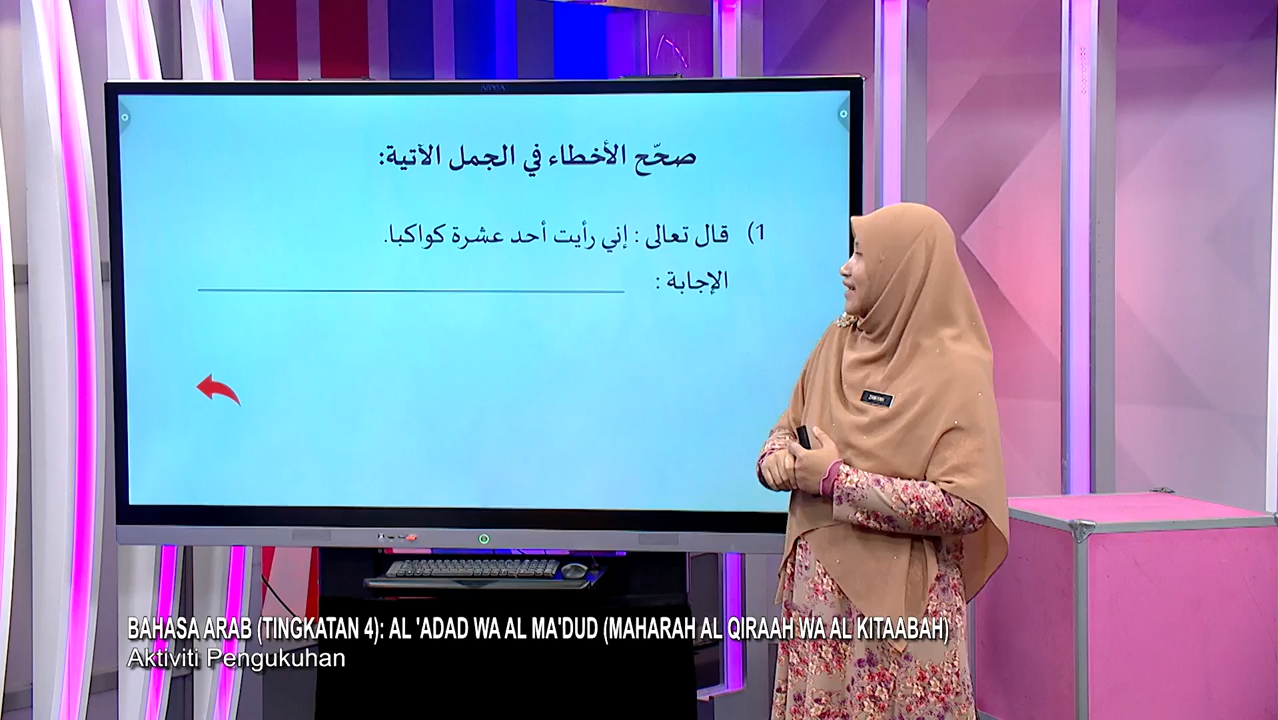 صحّح الأخطاء في الجمل الآتية:
1) قال تعالى : إني رأيت أحد عشرة كواكبا.
الإجابة :
BAHASA ARAB (TINGKATAN 4): AL 'ADAD WA AL MA'DUD (MAHARAH AL QIRAAH WA AL KITAABAH)
Aktiviti Pengukuhan